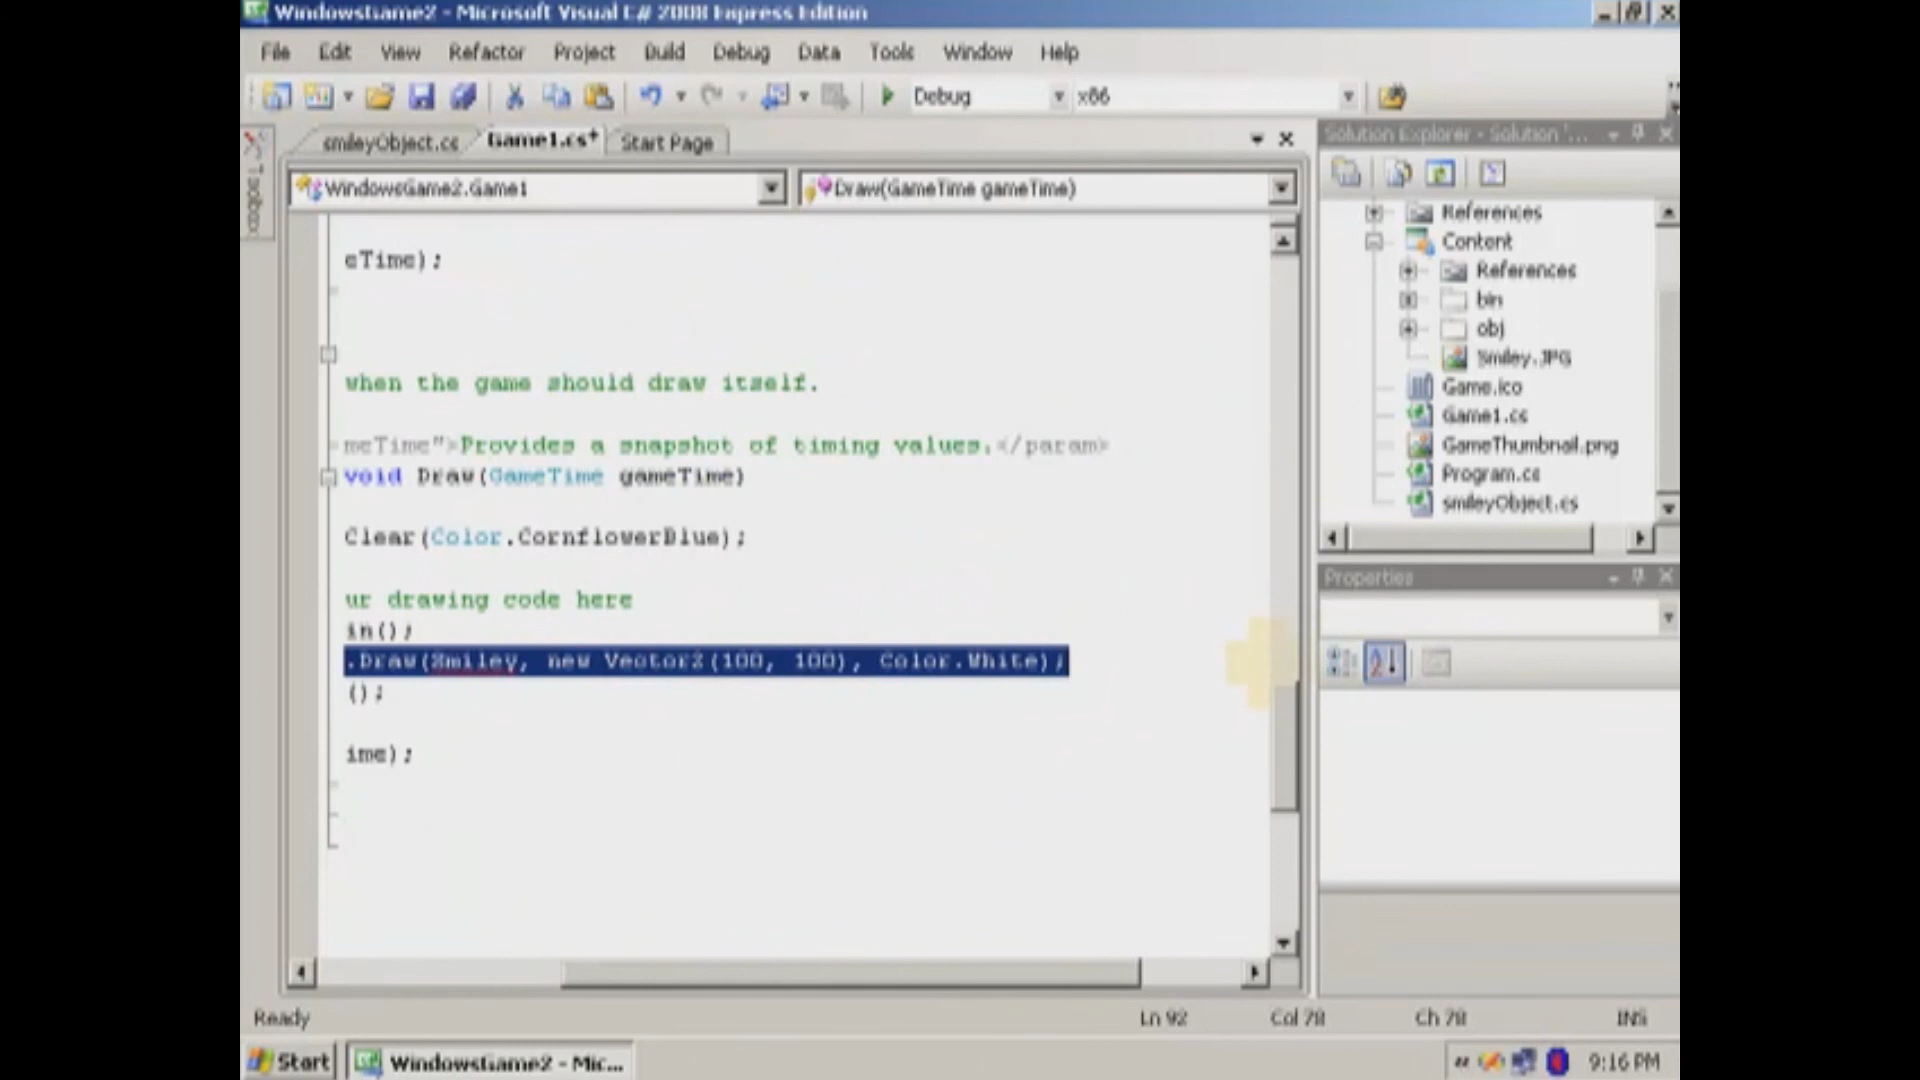 WindowsGame2 - Microsoft Visual C# 2008 Express Edition
File Edit View Refactor Project Build Debug Data Tools Window Help
Debug x86
smileyObject.cs Game1.cs* Start Page
Solution Explorer - Solution '...
Toolbox
WindowsGame2.Game1 Draw(GameTime gameTime)
References
Content
References
bin
obj
Smiley.JPG
Game.ico
Game1.cs
GameThumbnail.png
Program.cs
smileyObject.cs
eTime);
when the game should draw itself.
meTime">Provides a snapshot of timing values.</param>
void Draw(GameTime gameTime)
Clear(Color.CornflowerBlue);
ur drawing code here
in();
.Draw(Smiley, new Vector2(100, 100), Color.White);
();
ime);
Properties
Ready Ln 92 Col 78 Ch 78 INS
Start WindowsGame2 - Mic... 9:16 PM